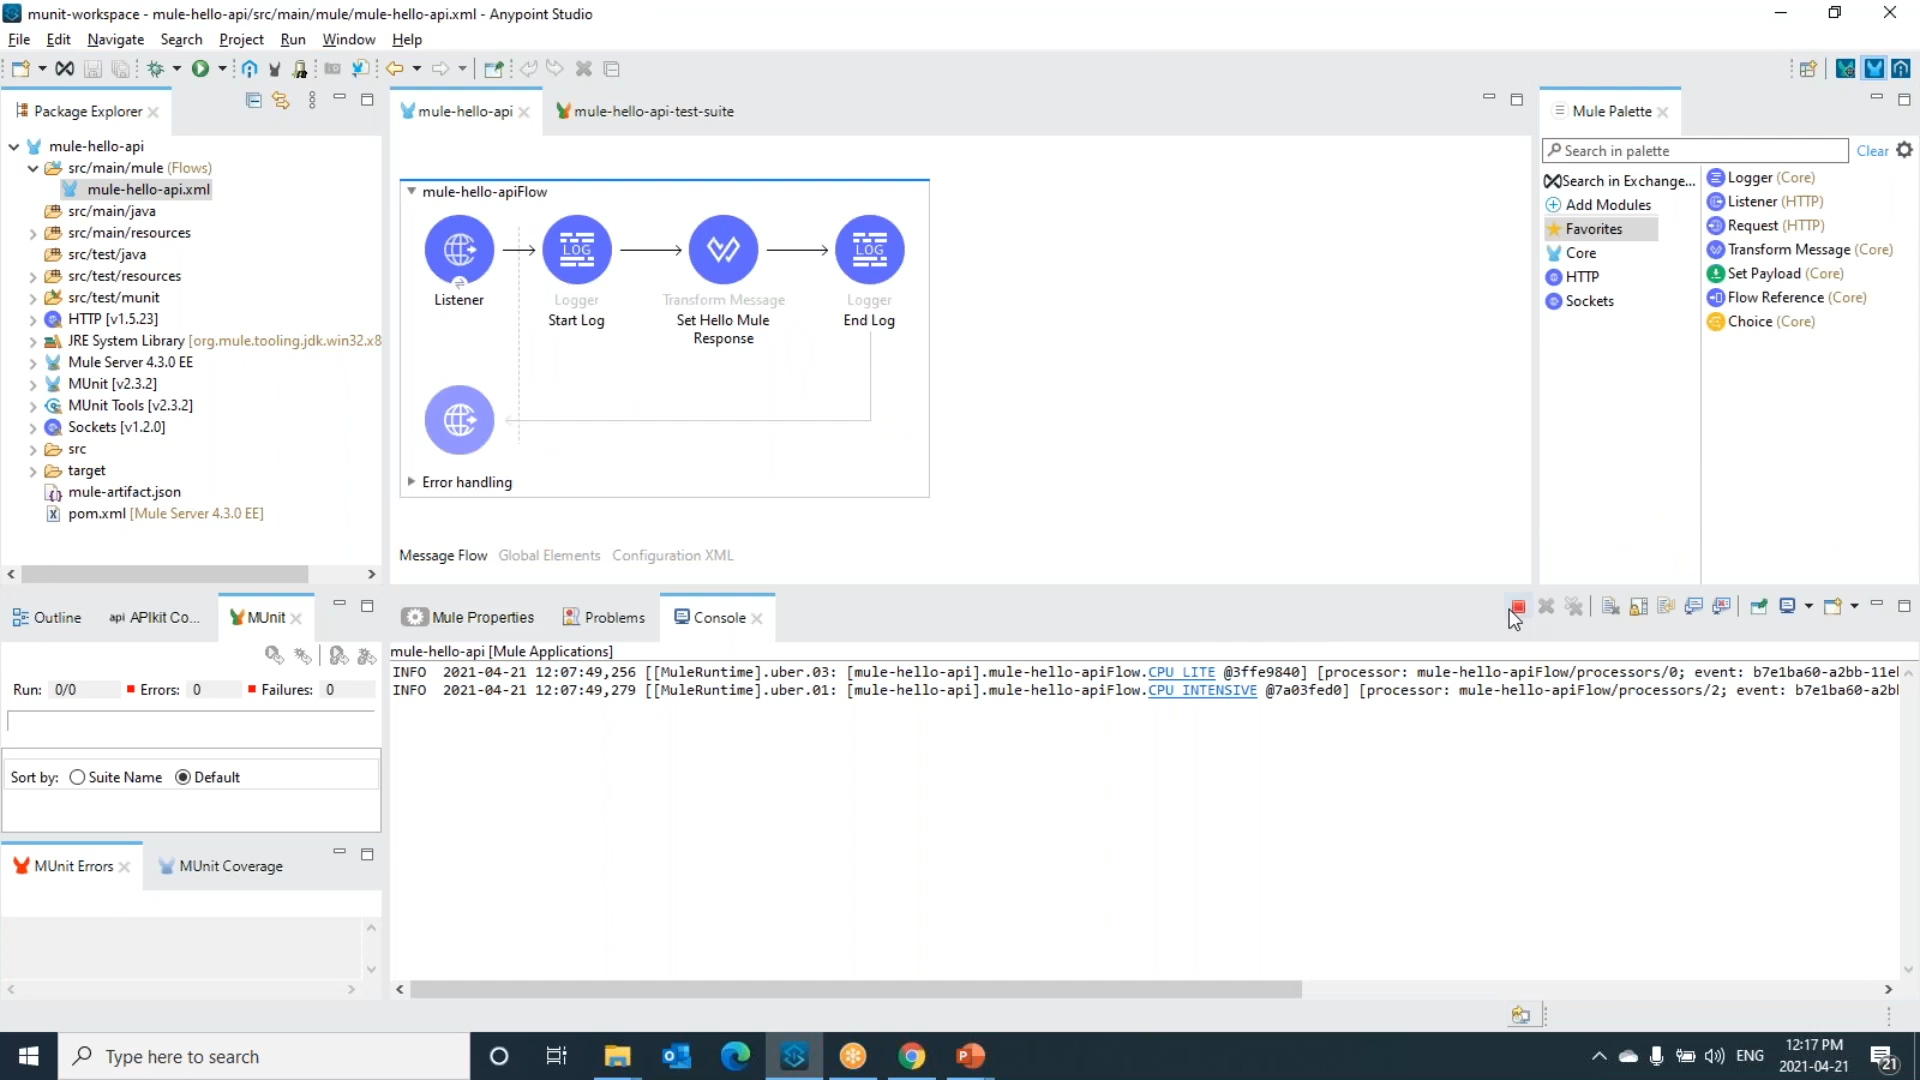 munit-workspace - mule-hello-api/src/main/mule/mule-hello-api.xml - Anypoint Studio
File Edit Navigate Search Project Run Window Help
Package Explorer
mule-hello-api
src/main/mule (Flows)
mule-hello-api.xml
src/main/java
src/main/resources
src/test/java
src/test/resources
src/test/munit
HTTP [v1.5.23]
JRE System Library [org.mule.tooling.jdk.win32.x8
Mule Server 4.3.0 EE
MUnit [v2.3.2]
MUnit Tools [v2.3.2]
Sockets [v1.2.0]
src
target
mule-artifact.json
pom.xml [Mule Server 4.3.0 EE]
mule-hello-api
mule-hello-api-test-suite
mule-hello-apiFlow
LOG
LOG
Listener
Logger
Start Log
Transform Message
Set Hello Mule
Response
Logger
End Log
Error handling
Message Flow Global Elements Configuration XML
Mule Palette
Search in palette
Clear
Search in Exchange...
Add Modules
Favorites
Core
HTTP
Sockets
Logger (Core)
Listener (HTTP)
Request (HTTP)
Transform Message (Core)
Set Payload (Core)
Flow Reference (Core)
Choice (Core)
Outline
api APIkit Co...
MUnit
Run: 0/0 Errors: 0 Failures: 0
Sort by: Suite Name Default
MUnit Errors
MUnit Coverage
Mule Properties
Problems
Console
mule-hello-api [Mule Applications]
INFO 2021-04-21 12:07:49,256 [[MuleRuntime].uber.03: [mule-hello-api].mule-hello-apiFlow.CPU_LITE @3ffe9840] [processor: mule-hello-apiFlow/processors/0; event: b7e1ba60-a2bb-11e
INFO 2021-04-21 12:07:49,279 [[MuleRuntime].uber.01: [mule-hello-api].mule-hello-apiFlow.CPU_INTENSIVE @7a03fed0] [processor: mule-hello-apiFlow/processors/2; event: b7e1ba60-a2b
Type here to search
ENG
12:17 PM
2021-04-21
21